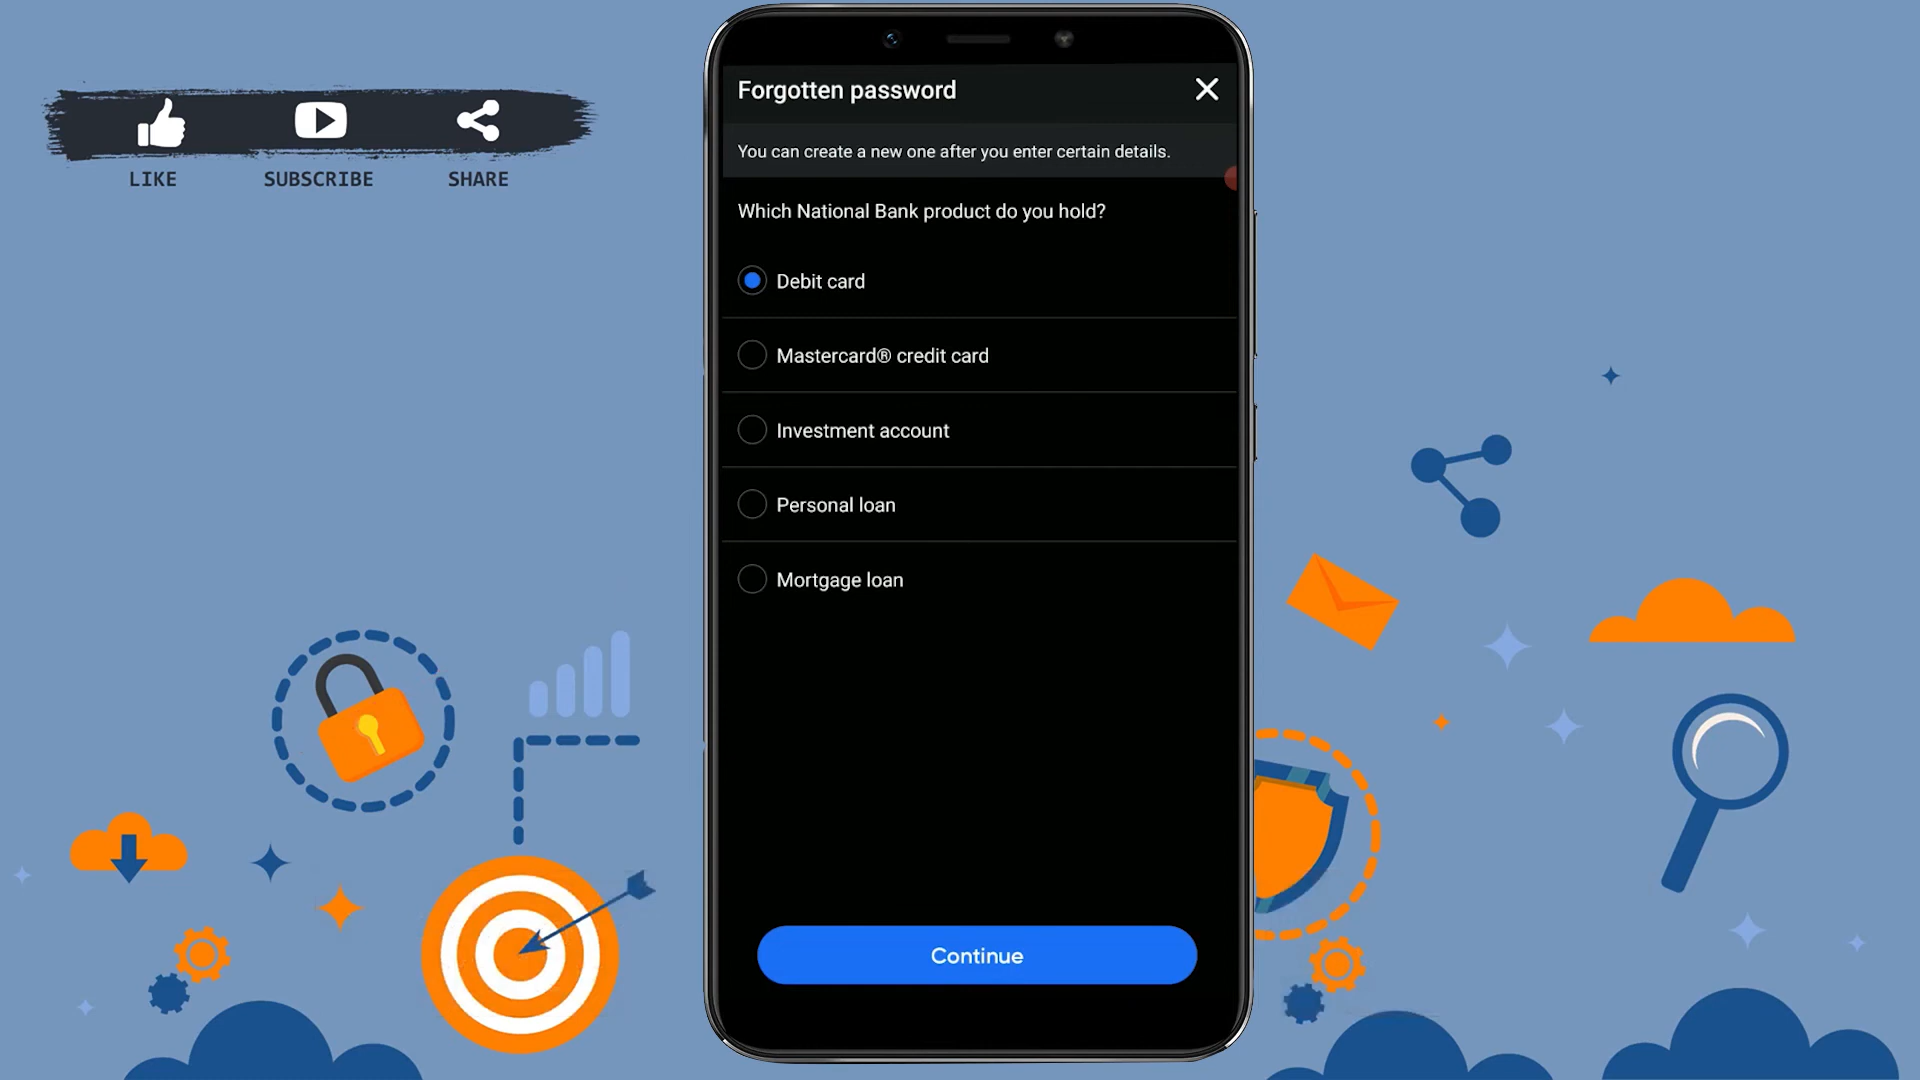 LIKE
SUBSCRIBE
SHARE
Forgotten password
You can create a new one after you enter certain details.
Which National Bank product do you hold?
Debit card
Mastercard® credit card
Investment account
Personal loan
Mortgage loan
Continue